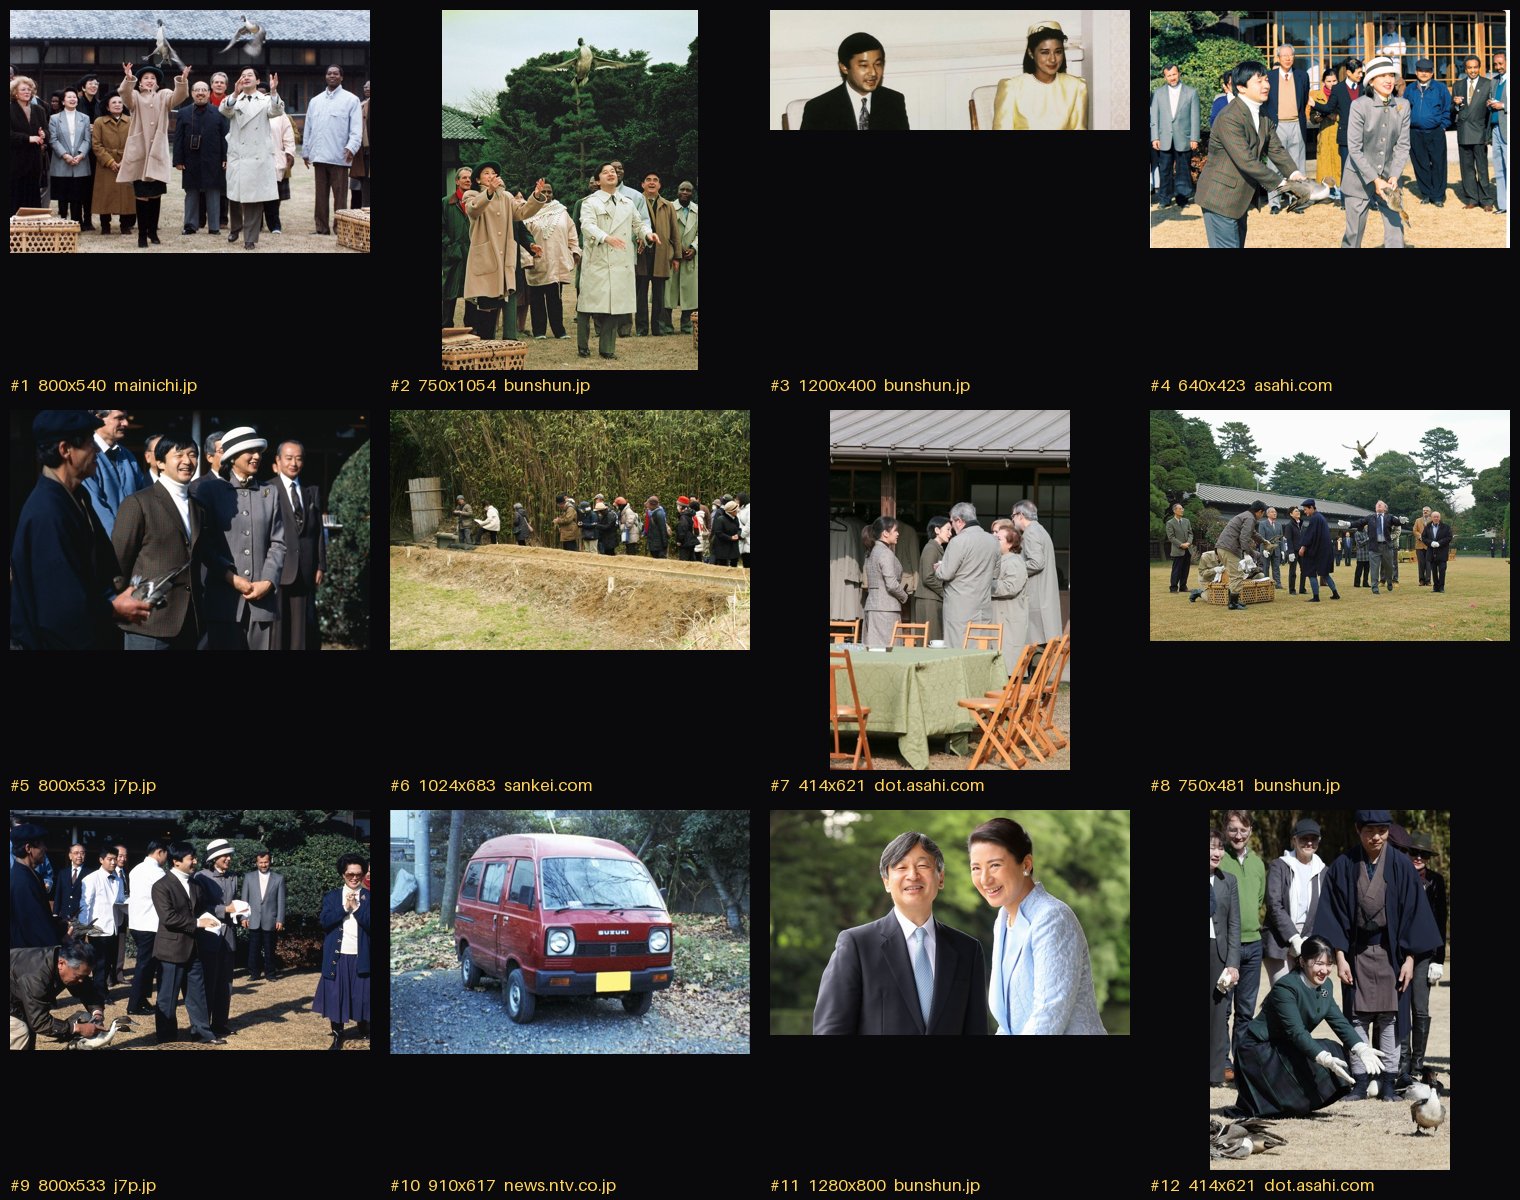 #1 800x540 mainichi.jp
#2 750x1054 bunshun.jp
#3 1200x400 bunshun.jp
#4 640x423 asahi.com
#5 800x533 j7p.jp
#6 1024x683 sankei.com
#7 414x621 dot.asahi.com
#8 750x481 bunshun.jp
SUZUKI
#9 800x533 j7p.jp
#10 910x617 news.ntv.co.jp
#11 1280x800 bunshun.jp
#12 414x621 dot.asahi.com